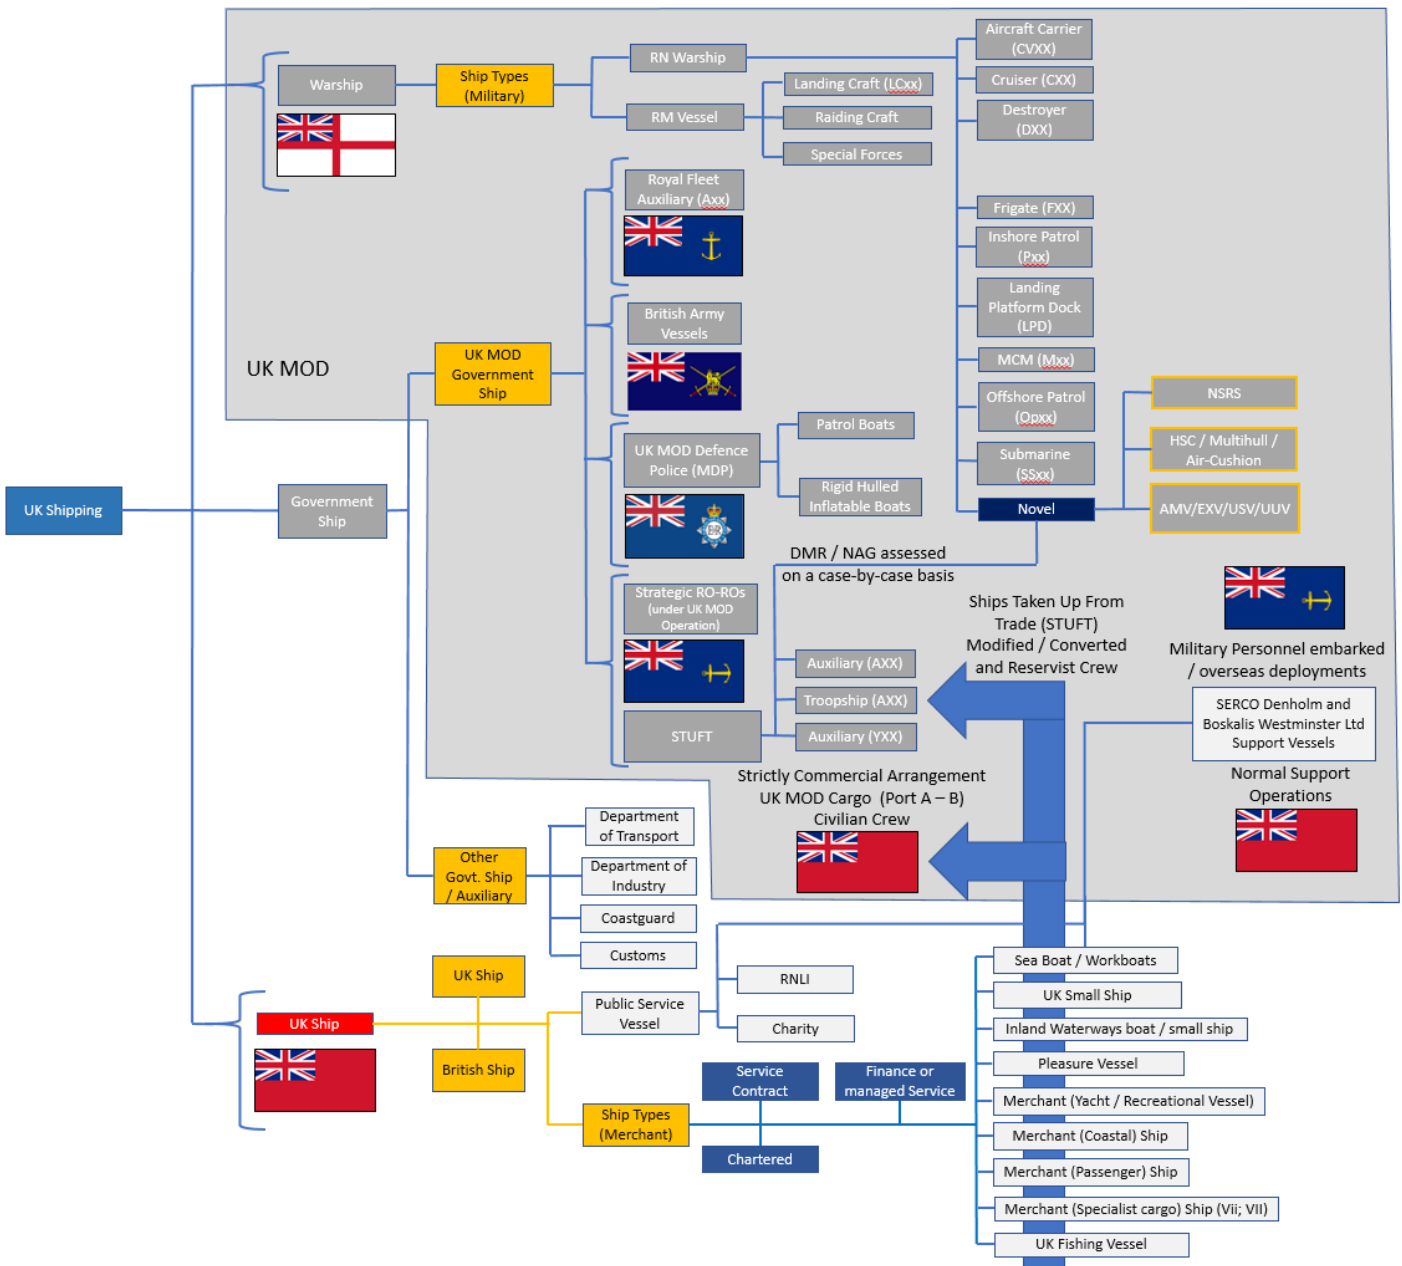 UK MOD
UK Shipping
Warship
Ship Types
(Military)
RN Warship
RM Vessel
Landing Craft (LCxx)
Raiding Craft
Special Forces
Aircraft Carrier
(CVXX)
Cruiser (CXX)
Destroyer
(DXX)
Frigate (FXX)
Inshore Patrol
(Pxx)
Landing
Platform Dock
(LPD)
MCM (Mxx)
Offshore Patrol
(Opxx)
Submarine
(SSxx)
Novel
NSRS
HSC / Multihull /
Air-Cushion
AMV/EXV/USV/UUV
Government
Ship
UK MOD
Government
Ship
Royal Fleet
Auxiliary (Axx)
British Army
Vessels
UK MOD Defence
Police (MDP)
Patrol Boats
Rigid Hulled
Inflatable Boats
Strategic RO-ROs
(under UK MOD
Operation)
STUFT
DMR / NAG assessed
on a case-by-case basis
Auxiliary (AXX)
Troopship (AXX)
Auxiliary (YXX)
Ships Taken Up From
Trade (STUFT)
Modified / Converted
and Reservist Crew
Military Personnel embarked
/ overseas deployments
SERCO Denholm and
Boskalis Westminster Ltd
Support Vessels
Normal Support
Operations
Strictly Commercial Arrangement
UK MOD Cargo (Port A – B)
Civilian Crew
Other
Govt. Ship
/ Auxiliary
Department
of Transport
Department of
Industry
Coastguard
Customs
UK Ship
UK Ship
British Ship
Public Service
Vessel
RNLI
Charity
Ship Types
(Merchant)
Service
Contract
Chartered
Finance or
managed Service
Sea Boat / Workboats
UK Small Ship
Inland Waterways boat / small ship
Pleasure Vessel
Merchant (Yacht / Recreational Vessel)
Merchant (Coastal) Ship
Merchant (Passenger) Ship
Merchant (Specialist cargo) Ship (Vii; VII)
UK Fishing Vessel